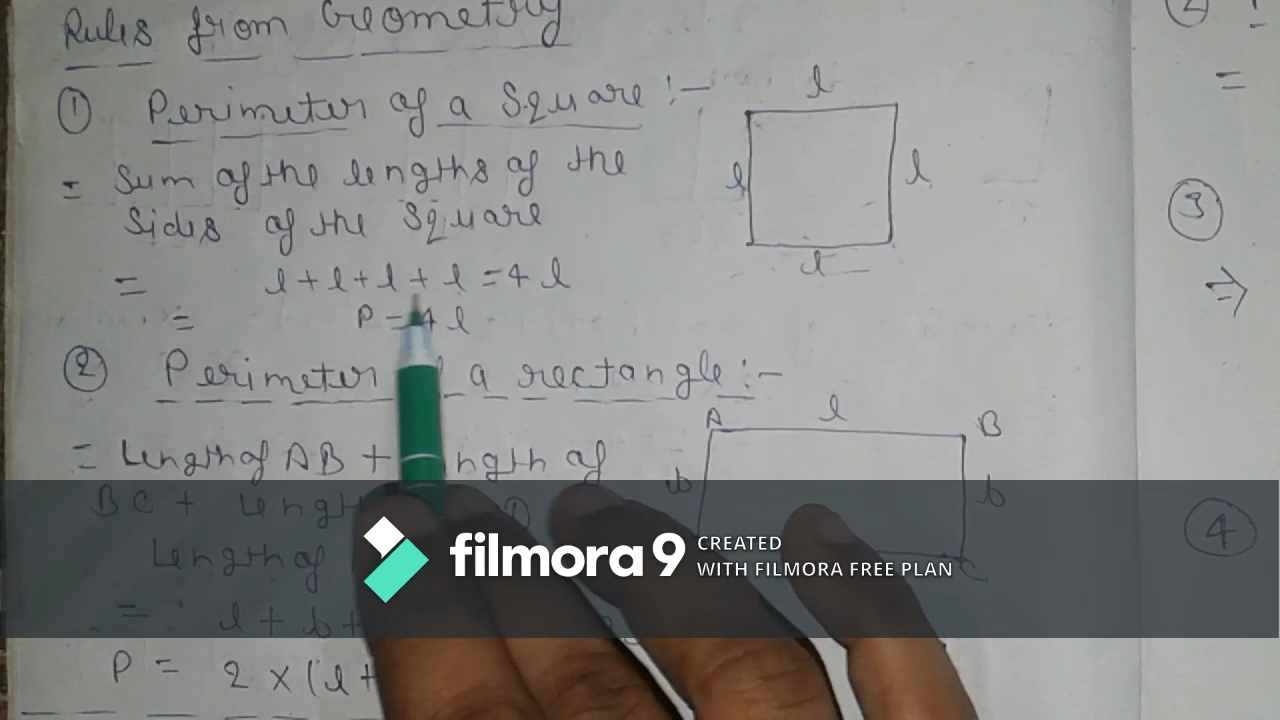 Rules from Geometry
① Perimeter of a Square :-
= Sum of the lengths of the
Sides of the Square
= l + l + l + l = 4 l
= P = 4 l
l
l
l
l
② Perimeter a rectangle :-
= Length of AB + ngth of
BC + Lengt
Length of
= l + b +
P = 2 × (l +
A l B
b b
C
2
=
③
⇒
④
filmora 9 CREATED
WITH FILMORA FREE PLAN